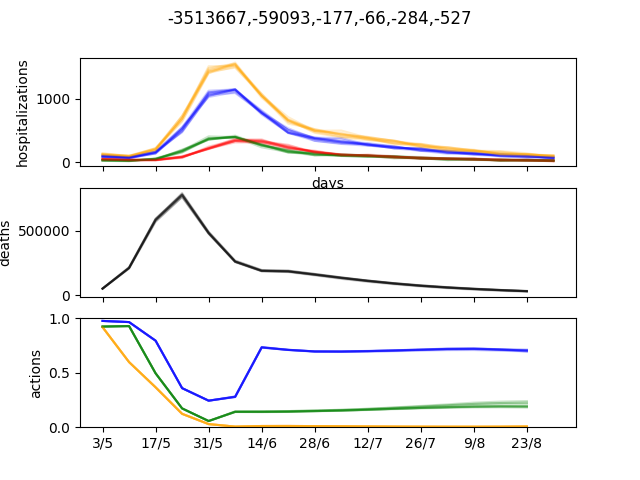 -3513667,-59093,-177,-66,-284,-527
hospitalizations
1000
0
days
deaths
500000
0
actions
1.0
0.5
0.0
3/5 17/5 31/5 14/6 28/6 12/7 26/7 9/8 23/8